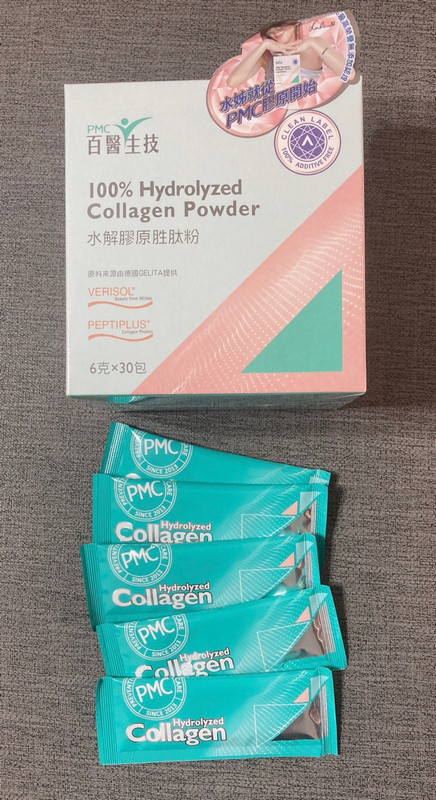 水姊就從
PMC膠原開始
CLEAN LABEL
100% ADDITIVE FREE
PMC
百醫生技
100% Hydrolyzed
Collagen Powder
水解膠原胜肽粉
原料來源由德國GELITA提供
VERISOL®
Beauty from Within
PEPTIPLUS®
Collagen Protein
6克×30包
PMC
SINCE 2013
PMC
SINCE 2013
Hydrolyzed
Collagen
PMC
SINCE 2013
Hydrolyzed
Collagen
PMC
SINCE 2013
Hydrolyzed
Collagen
PMC
SINCE 2013
Hydrolyzed
Collagen